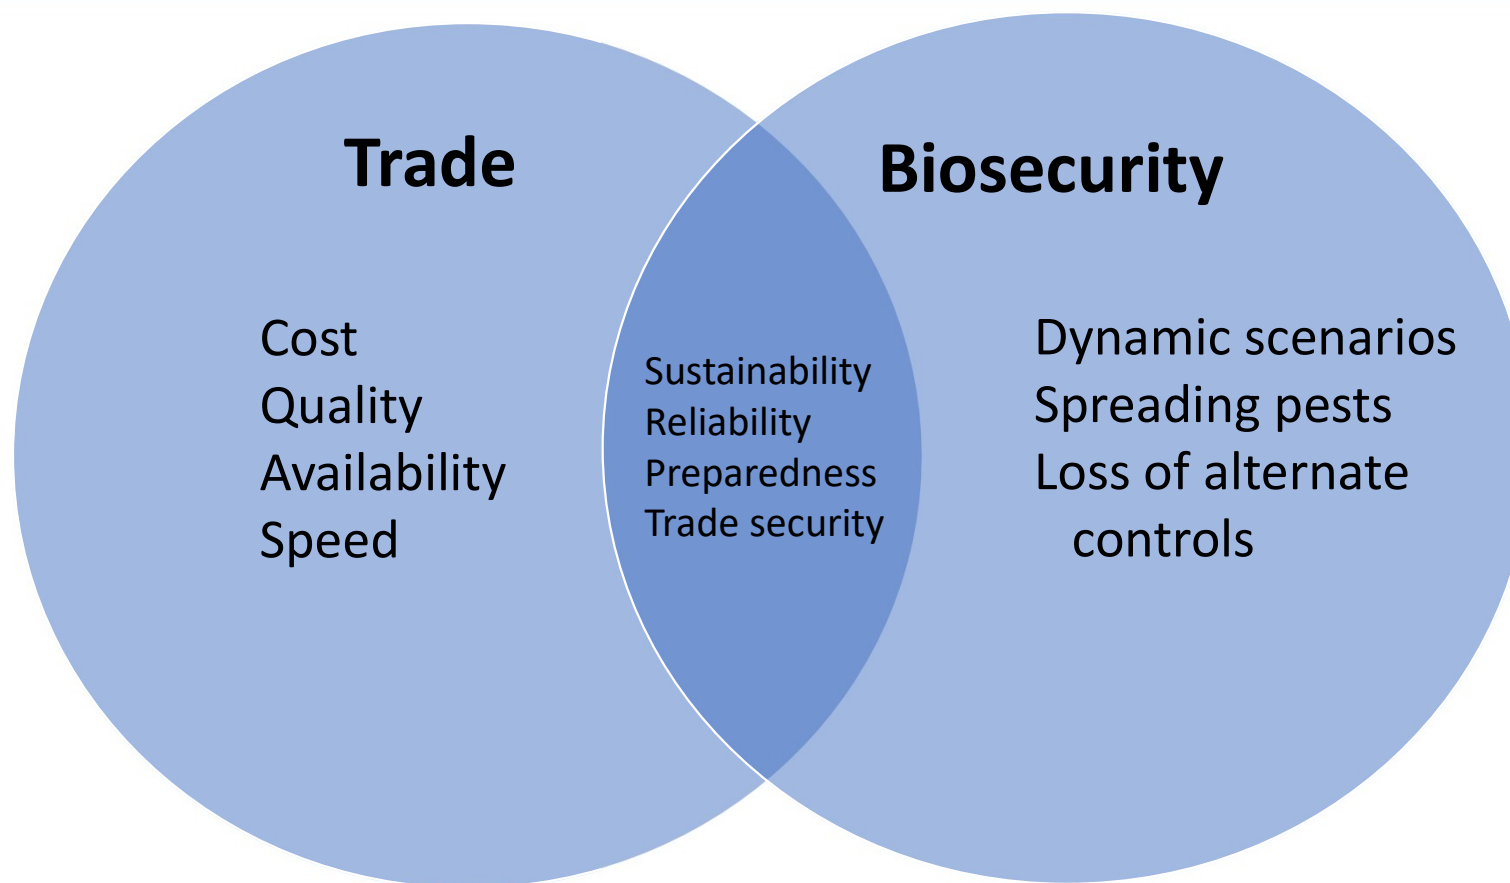 Trade
Cost
Quality
Availability
Speed
Sustainability
Reliability
Preparedness
Trade security
Biosecurity
Dynamic scenarios
Spreading pests
Loss of alternate
controls